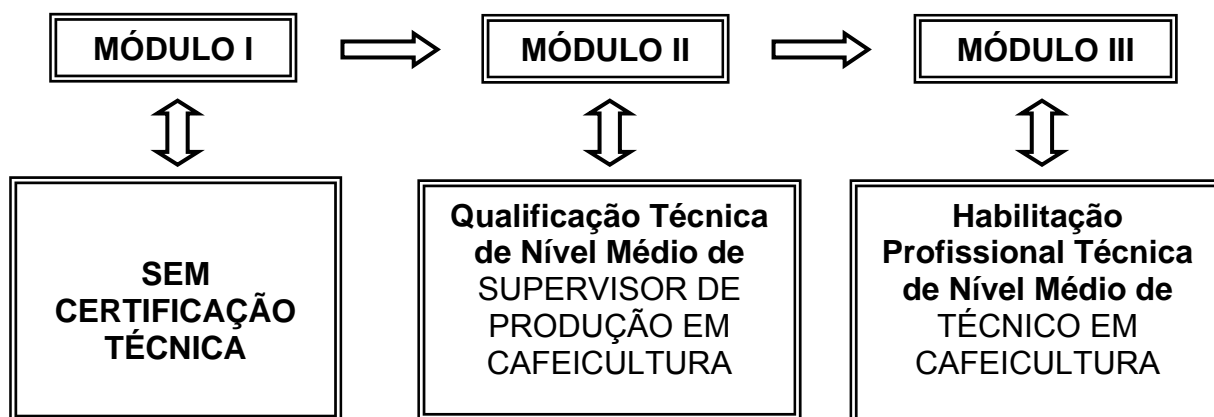 MÓDULO I
MÓDULO II
MÓDULO III
SEM
CERTIFICAÇÃO
TÉCNICA
Qualificação Técnica
de Nível Médio de
SUPERVISOR DE
PRODUÇÃO EM
CAFEICULTURA
Habilitação
Profissional Técnica
de Nível Médio de
TÉCNICO EM
CAFEICULTURA